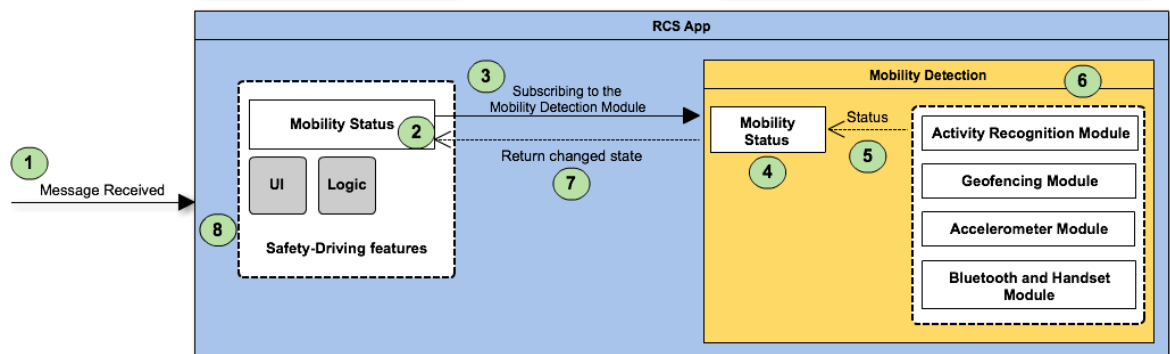 RCS App
Mobility Detection
6
3
Subscribing to the
Mobility Detection Module
Mobility Status
2
Mobility
Status
4
Status
5
Activity Recognition Module
1
Message Received
Return changed state
7
UI
Logic
Geofencing Module
8
Safety-Driving features
Accelerometer Module
Bluetooth and Handset
Module